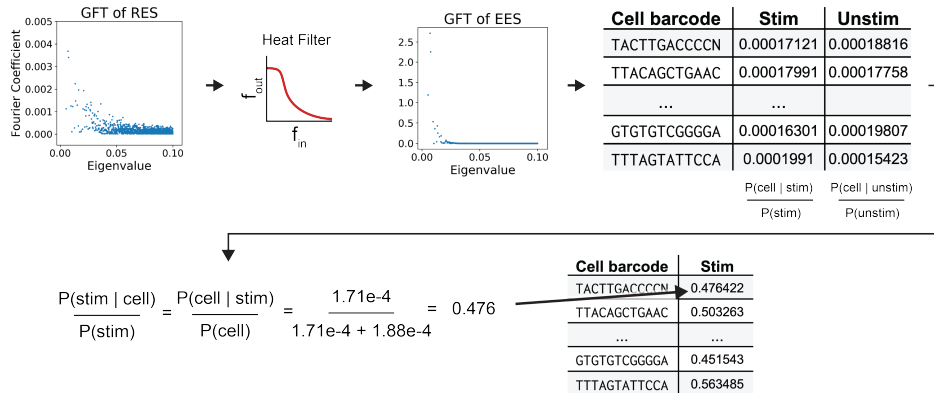 GFT of RES
0.005
0.004
0.003
0.002
0.001
0.000
Fourier Coefficient
0.00 0.05 0.10
Eigenvalue
Heat Filter
f_out
f_in
GFT of EES
2.5
2.0
1.5
1.0
0.5
0.0
0.00 0.05 0.10
Eigenvalue
Cell barcode Stim Unstim
TACTTGACCCCN 0.00017121 0.00018816
TTACAGCTGAAC 0.00017991 0.00017758
... ...
GTGTGTCGGGGA 0.00016301 0.00019807
TTTAGTATTCCA 0.0001991 0.00015423
P(cell | stim) P(cell | unstim)
P(stim) P(unstim)
P(stim | cell) = P(cell | stim) = 1.71e-4 = 0.476
P(stim) P(cell) 1.71e-4 + 1.88e-4
Cell barcode Stim
TACTTGACCCCN 0.476422
TTACAGCTGAAC 0.503263
... ...
GTGTGTCGGGGA 0.451543
TTTAGTATTCCA 0.563485